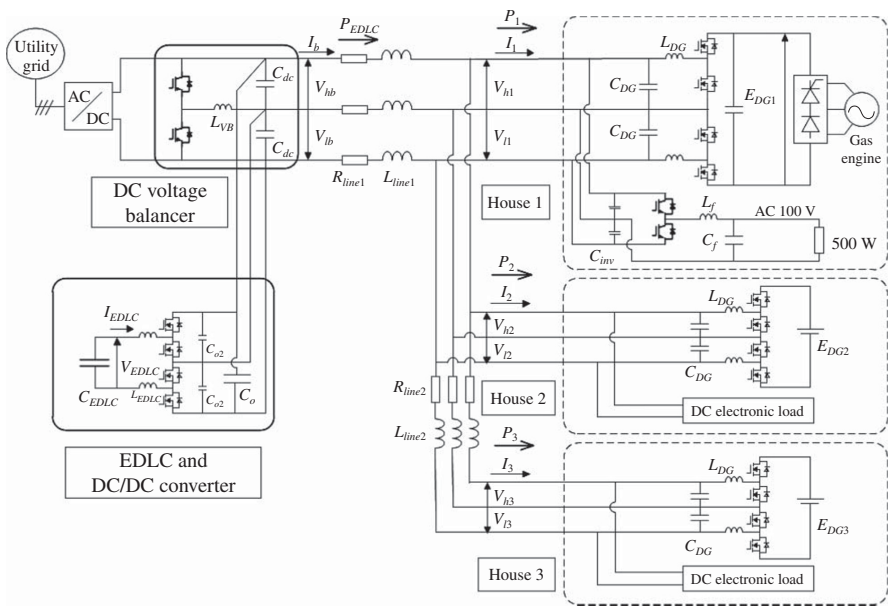 Utility
grid
AC
DC
I_b
P_EDLC
C_dc
V_hb
L_VB
C_dc
V_lb
R_line1
L_line1
DC voltage
balancer
P_1
I_1
V_h1
V_l1
House 1
L_DG
C_DG
C_DG
E_DG1
Gas
engine
L_f
AC 100 V
C_f
500 W
C_inv
I_EDLC
V_EDLC
C_EDLC
L_EDLC
C_o2
C_o2
C_o
EDLC and
DC/DC converter
P_2
I_2
V_h2
V_l2
R_line2
L_line2
House 2
L_DG
C_DG
E_DG2
DC electronic load
P_3
I_3
V_h3
V_l3
House 3
L_DG
C_DG
E_DG3
DC electronic load